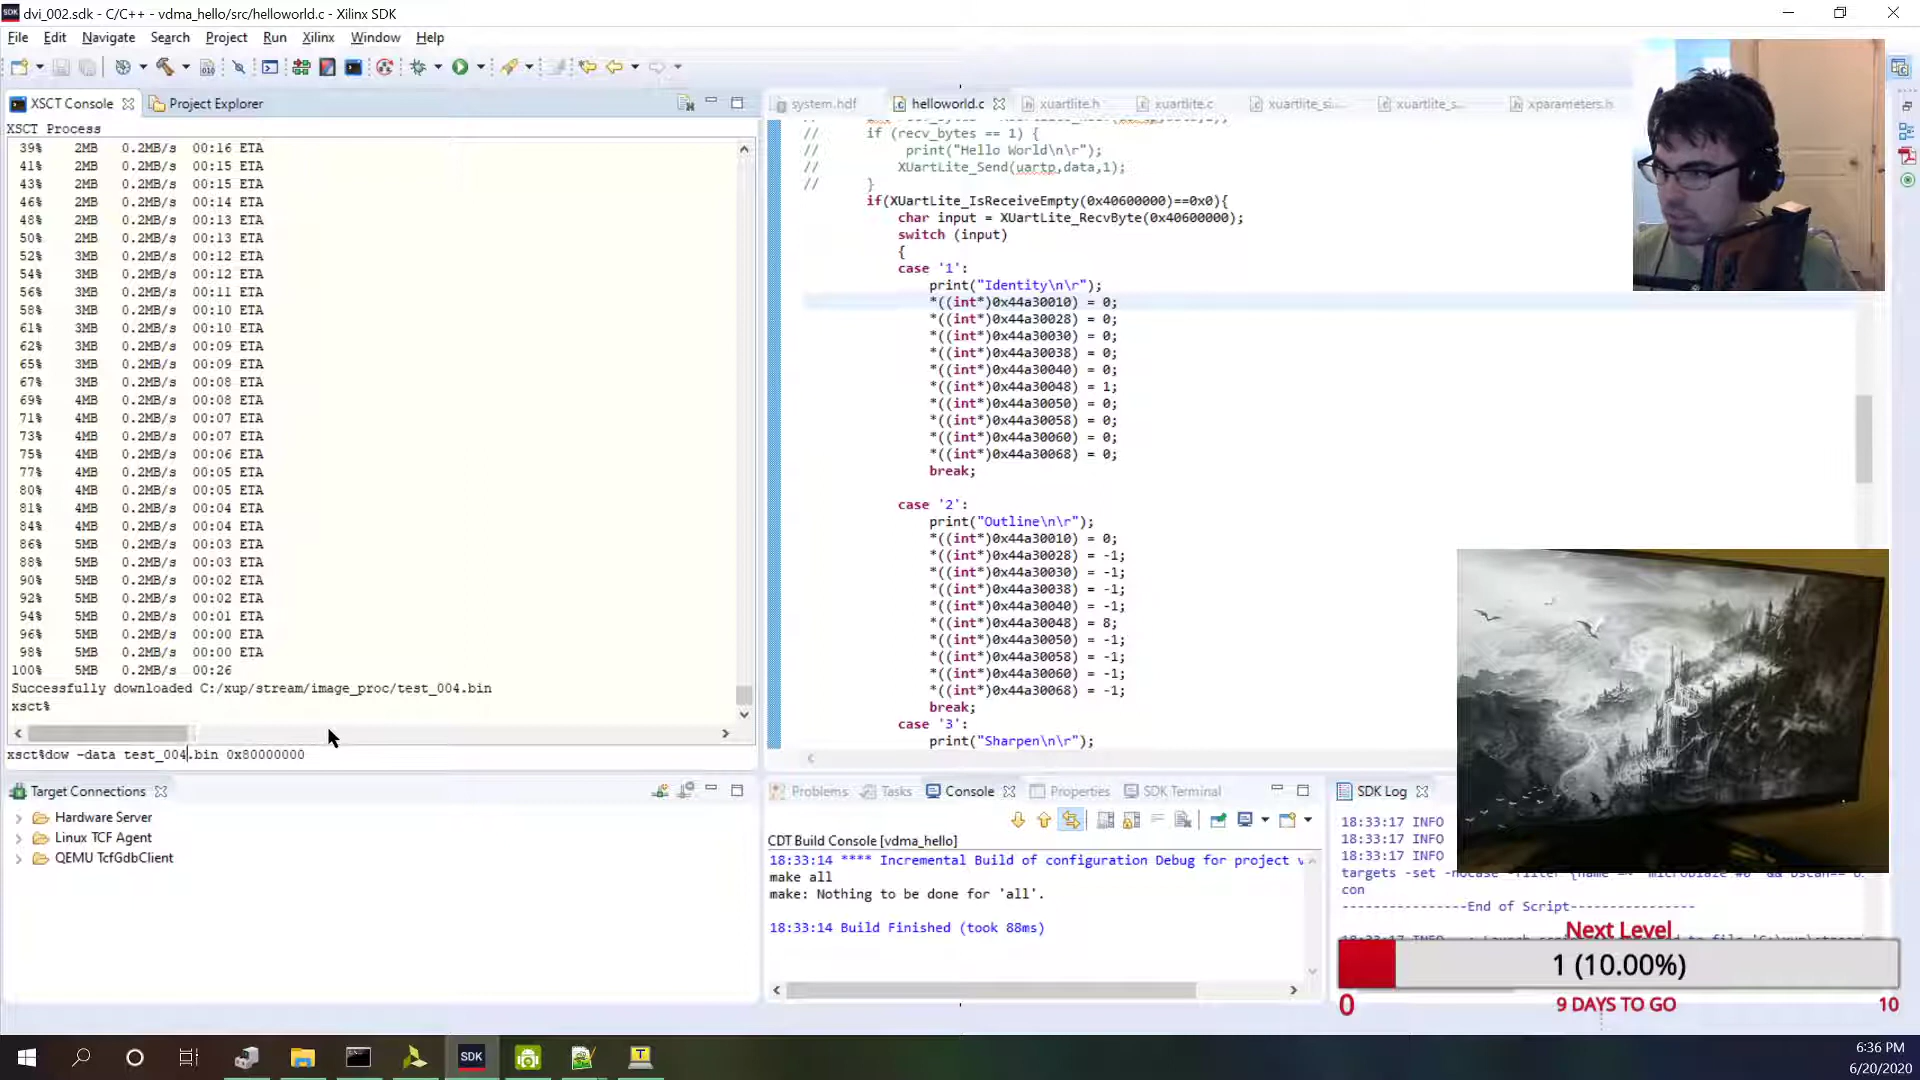 dvi_002.sdk - C/C++ - vdma_hello/src/helloworld.c - Xilinx SDK
File Edit Navigate Search Project Run Xilinx Window Help
XSCT Console
Project Explorer
XSCT Process
39% 2MB 0.2MB/s 00:16 ETA
41% 2MB 0.2MB/s 00:15 ETA
43% 2MB 0.2MB/s 00:15 ETA
46% 2MB 0.2MB/s 00:14 ETA
48% 2MB 0.2MB/s 00:13 ETA
50% 2MB 0.2MB/s 00:13 ETA
52% 3MB 0.2MB/s 00:12 ETA
54% 3MB 0.2MB/s 00:12 ETA
56% 3MB 0.2MB/s 00:11 ETA
58% 3MB 0.2MB/s 00:10 ETA
61% 3MB 0.2MB/s 00:10 ETA
62% 3MB 0.2MB/s 00:09 ETA
65% 3MB 0.2MB/s 00:09 ETA
67% 3MB 0.2MB/s 00:08 ETA
69% 4MB 0.2MB/s 00:08 ETA
71% 4MB 0.2MB/s 00:07 ETA
73% 4MB 0.2MB/s 00:07 ETA
75% 4MB 0.2MB/s 00:06 ETA
77% 4MB 0.2MB/s 00:05 ETA
80% 4MB 0.2MB/s 00:05 ETA
81% 4MB 0.2MB/s 00:04 ETA
84% 4MB 0.2MB/s 00:04 ETA
86% 5MB 0.2MB/s 00:03 ETA
88% 5MB 0.2MB/s 00:03 ETA
90% 5MB 0.2MB/s 00:02 ETA
92% 5MB 0.2MB/s 00:02 ETA
94% 5MB 0.2MB/s 00:01 ETA
96% 5MB 0.2MB/s 00:00 ETA
98% 5MB 0.2MB/s 00:00 ETA
100% 5MB 0.2MB/s 00:26
Successfully downloaded C:/xup/stream/image_proc/test_004.bin
xsct%
xsct%dow -data test_004.bin 0x80000000
Target Connections
Hardware Server
Linux TCF Agent
QEMU TcfGdbClient
system.hdf helloworld.c xuartlite.h xuartlite.c xuartlite_si... xuartlite_s... xparameters.h
// if (recv_bytes == 1) {
// print("Hello World\n\r");
// XUartLite_Send(uartp,data,1);
// }
if(XUartLite_IsReceiveEmpty(0x40600000)==0x0){
char input = XUartLite_RecvByte(0x40600000);
switch (input)
{
case '1':
print("Identity\n\r");
*((int*)0x44a30010) = 0;
*((int*)0x44a30028) = 0;
*((int*)0x44a30030) = 0;
*((int*)0x44a30038) = 0;
*((int*)0x44a30040) = 0;
*((int*)0x44a30048) = 1;
*((int*)0x44a30050) = 0;
*((int*)0x44a30058) = 0;
*((int*)0x44a30060) = 0;
*((int*)0x44a30068) = 0;
break;
case '2':
print("Outline\n\r");
*((int*)0x44a30010) = 0;
*((int*)0x44a30028) = -1;
*((int*)0x44a30030) = -1;
*((int*)0x44a30038) = -1;
*((int*)0x44a30040) = -1;
*((int*)0x44a30048) = 8;
*((int*)0x44a30050) = -1;
*((int*)0x44a30058) = -1;
*((int*)0x44a30060) = -1;
*((int*)0x44a30068) = -1;
break;
case '3':
print("Sharpen\n\r");
Problems Tasks Console Properties SDK Terminal
CDT Build Console [vdma_hello]
18:33:14 **** Incremental Build of configuration Debug for project
make all
make: Nothing to be done for 'all'.
18:33:14 Build Finished (took 88ms)
SDK Log
18:33:17 INFO
18:33:17 INFO
18:33:17 INFO
targets -set -nocase -filter {name
con
----------------End of Script----------------
Next Level
1 (10.00%)
0 9 DAYS TO GO 10
SDK
6:36 PM
6/20/2020